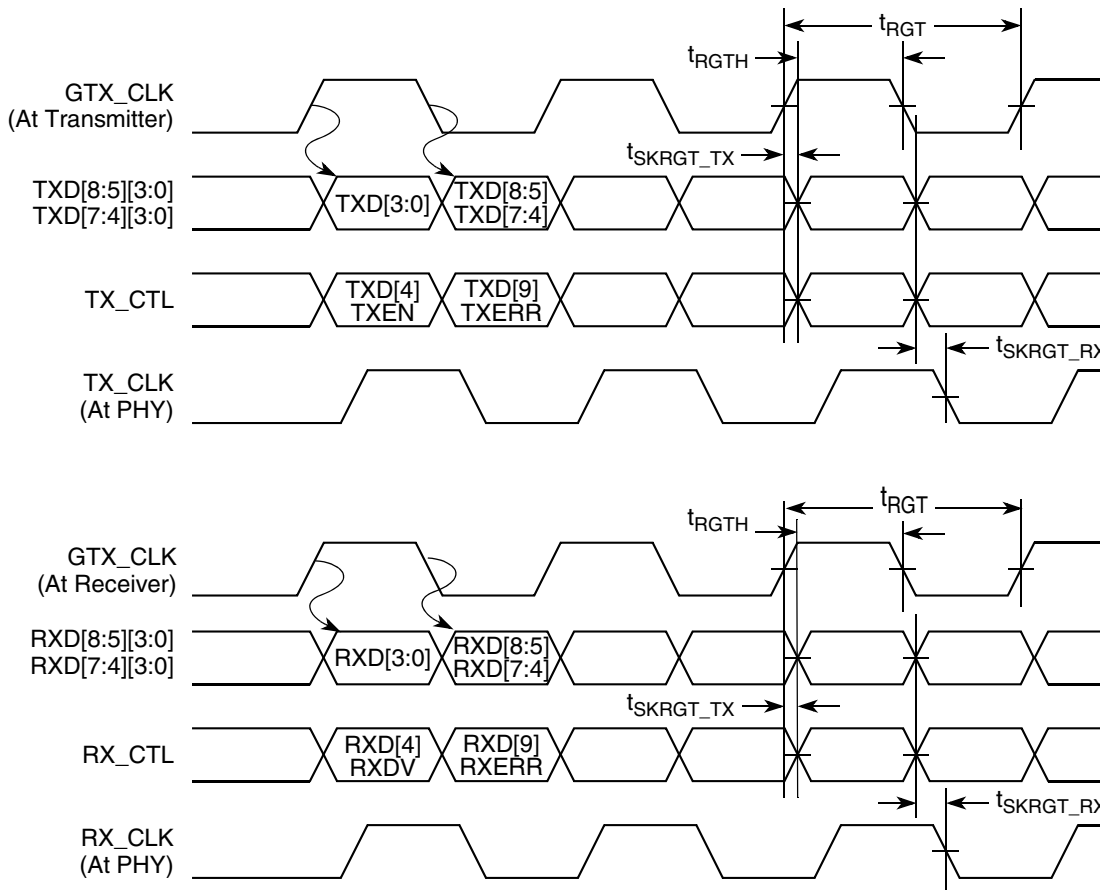 tRGT
tRGTH
GTX_CLK
(At Transmitter)
tSKRGT_TX
TXD[8:5][3:0]
TXD[7:4][3:0]
TXD[3:0]
TXD[8:5]
TXD[7:4]
TX_CTL
TXD[4]
TXEN
TXD[9]
TXERR
tSKRGT_RX
TX_CLK
(At PHY)
tRGT
tRGTH
GTX_CLK
(At Receiver)
RXD[8:5][3:0]
RXD[7:4][3:0]
RXD[3:0]
RXD[8:5]
RXD[7:4]
tSKRGT_TX
RX_CTL
RXD[4]
RXDV
RXD[9]
RXERR
tSKRGT_RX
RX_CLK
(At PHY)